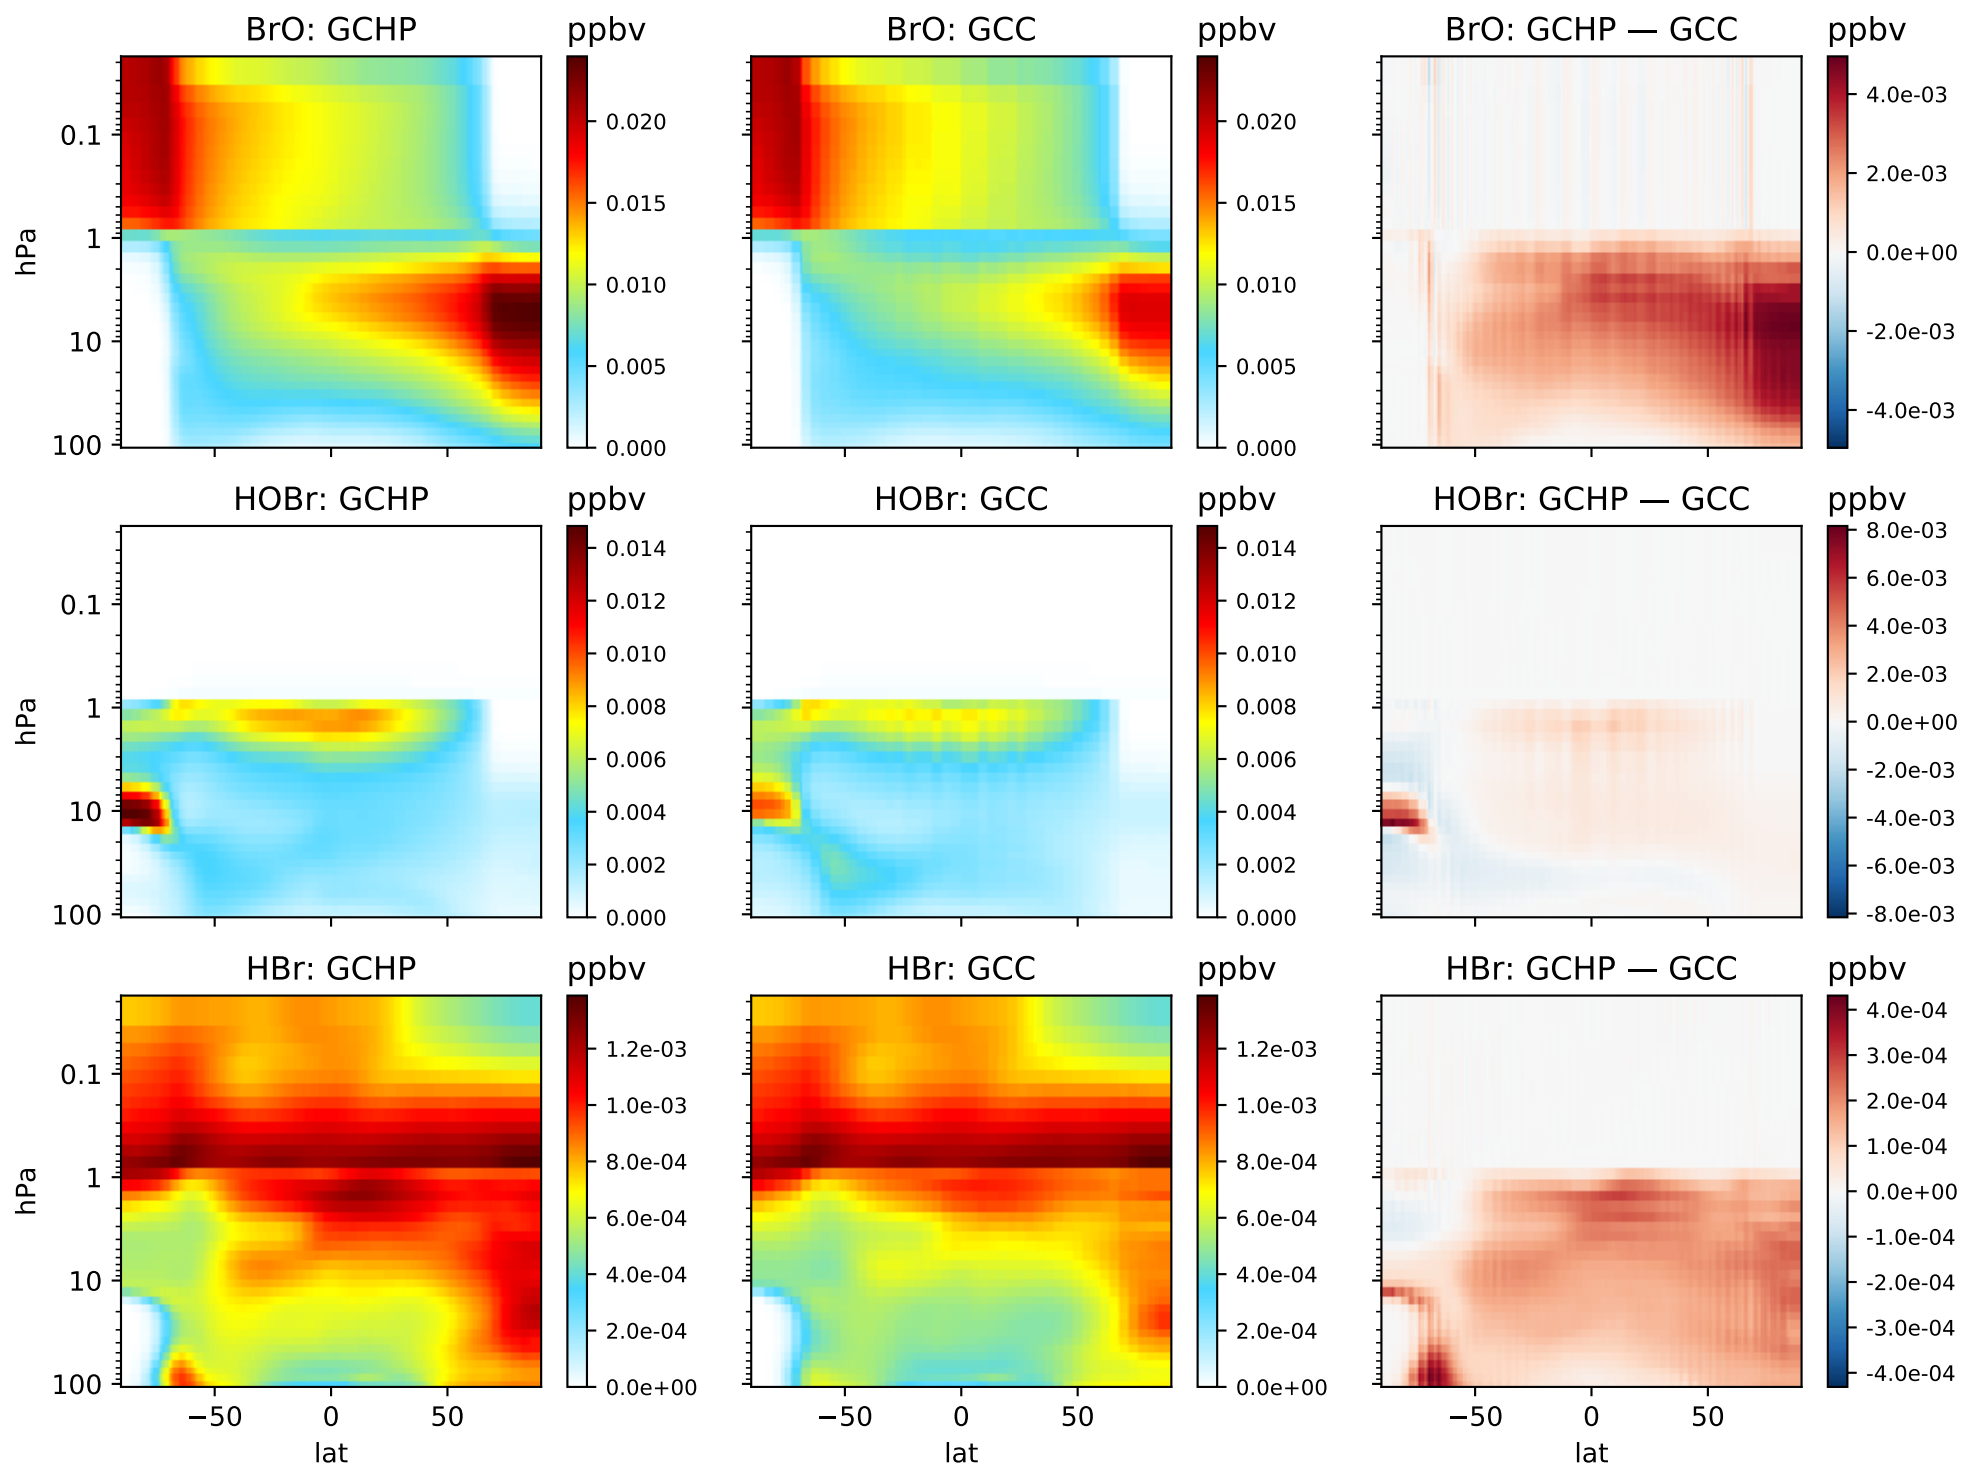 BrO: GCHP
ppbv
BrO: GCC
ppbv
BrO: GCHP — GCC
ppbv
hPa
0.1
1
10
100
0.020
0.015
0.010
0.005
0.000
0.020
0.015
0.010
0.005
0.000
4.0e-03
2.0e-03
0.0e+00
-2.0e-03
-4.0e-03
HOBr: GCHP
ppbv
HOBr: GCC
ppbv
HOBr: GCHP — GCC
ppbv
hPa
0.1
1
10
100
0.014
0.012
0.010
0.008
0.006
0.004
0.002
0.000
0.014
0.012
0.010
0.008
0.006
0.004
0.002
0.000
8.0e-03
6.0e-03
4.0e-03
2.0e-03
0.0e+00
-2.0e-03
-4.0e-03
-6.0e-03
-8.0e-03
HBr: GCHP
ppbv
HBr: GCC
ppbv
HBr: GCHP — GCC
ppbv
hPa
0.1
1
10
100
1.2e-03
1.0e-03
8.0e-04
6.0e-04
4.0e-04
2.0e-04
0.0e+00
1.2e-03
1.0e-03
8.0e-04
6.0e-04
4.0e-04
2.0e-04
0.0e+00
4.0e-04
3.0e-04
2.0e-04
1.0e-04
0.0e+00
-1.0e-04
-2.0e-04
-3.0e-04
-4.0e-04
−50 0 50
lat
−50 0 50
lat
−50 0 50
lat